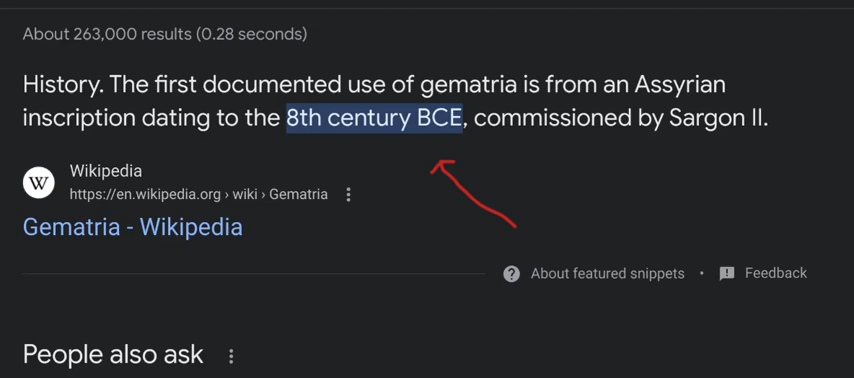 About 263,000 results (0.28 seconds)
History. The first documented use of gematria is from an Assyrian
inscription dating to the 8th century BCE, commissioned by Sargon II.
W
Wikipedia
https://en.wikipedia.org › wiki › Gematria
Gematria - Wikipedia
About featured snippets • Feedback
People also ask